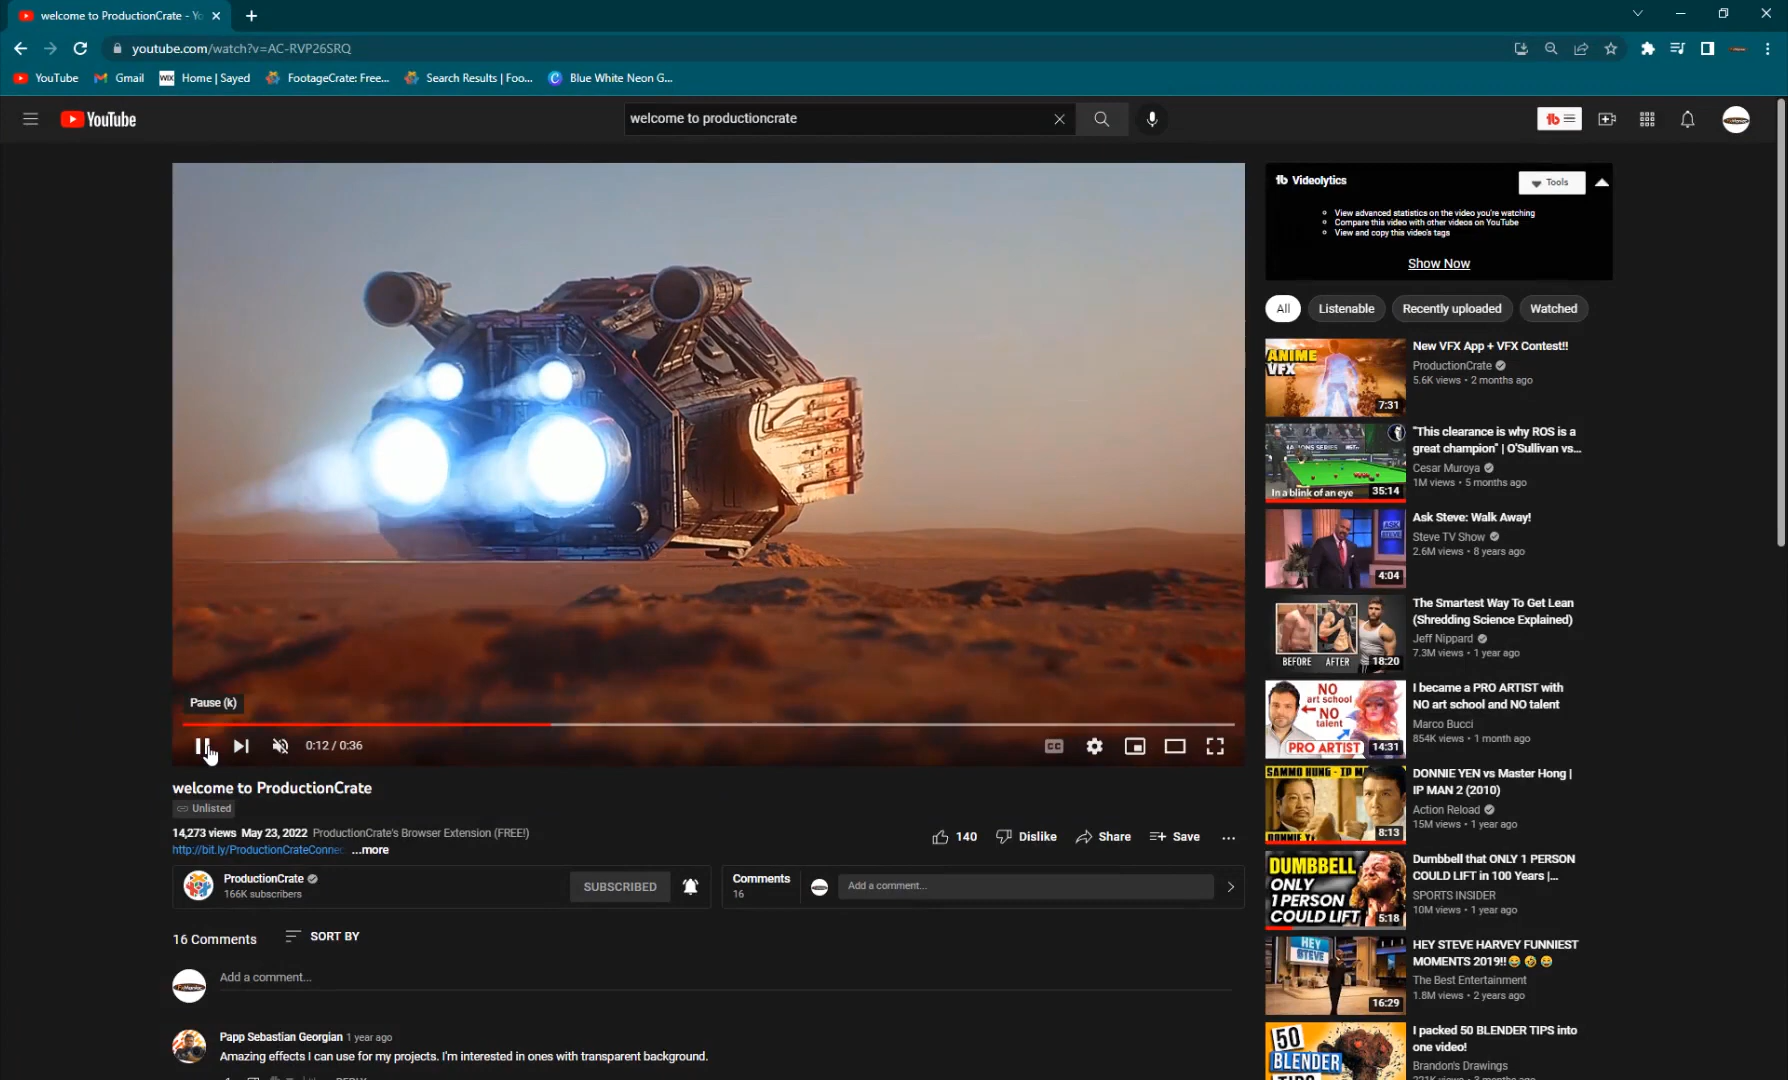 welcome to ProductionCrate - Yo
youtube.com/watch?v=AC-RVP26SRQ
YouTube
Gmail
WIX Home | Sayed
FootageCrate: Free...
Search Results | Foo...
Blue White Neon G...
YouTube
welcome to productioncrate
tb
tb Videolytics
Tools
View advanced statistics on the video you're watching
Compare this video with other videos on YouTube
View and copy this video's tags
Show Now
All
Listenable
Recently uploaded
Watched
ANIME
VFX
7:31
New VFX App + VFX Contest!!
ProductionCrate
5.6K views • 2 months ago
In a blink of an eye
35:14
"This clearance is why ROS is a
great champion" | O'Sullivan vs...
Cesar Muroya
1M views • 5 months ago
ASK
STEVE
4:04
Ask Steve: Walk Away!
Steve TV Show
2.6M views • 8 years ago
BEFORE AFTER
18:20
The Smartest Way To Get Lean
(Shredding Science Explained)
Jeff Nippard
7.3M views • 1 year ago
NO
art school
NO
talent
PRO ARTIST
14:31
I became a PRO ARTIST with
NO art school and NO talent
Marco Bucci
854K views • 1 month ago
SAMMO HUNG - IP M
DONNIE YEN
8:13
DONNIE YEN vs Master Hong |
IP MAN 2 (2010)
Action Reload
15M views • 1 year ago
DUMBBELL
ONLY
1 PERSON
COULD LIFT
5:18
Dumbbell that ONLY 1 PERSON
COULD LIFT in 100 Years |...
SPORTS INSIDER
10M views • 1 year ago
HEY
STEVE
16:29
HEY STEVE HARVEY FUNNIEST
MOMENTS 2019!!😂🤣😂
The Best Entertainment
1.8M views • 2 years ago
50
BLENDER
TIPS
I packed 50 BLENDER TIPS into
one video!
Brandon's Drawings
Pause (k)
0:12 / 0:36
CC
welcome to ProductionCrate
Unlisted
14,273 views May 23, 2022 ProductionCrate's Browser Extension (FREE!)
http://bit.ly/ProductionCrateConnec ...more
140
Dislike
Share
Save
ProductionCrate
166K subscribers
SUBSCRIBED
Comments
16
Add a comment...
16 Comments
SORT BY
Add a comment...
Papp Sebastian Georgian 1 year ago
Amazing effects I can use for my projects. I'm interested in ones with transparent background.